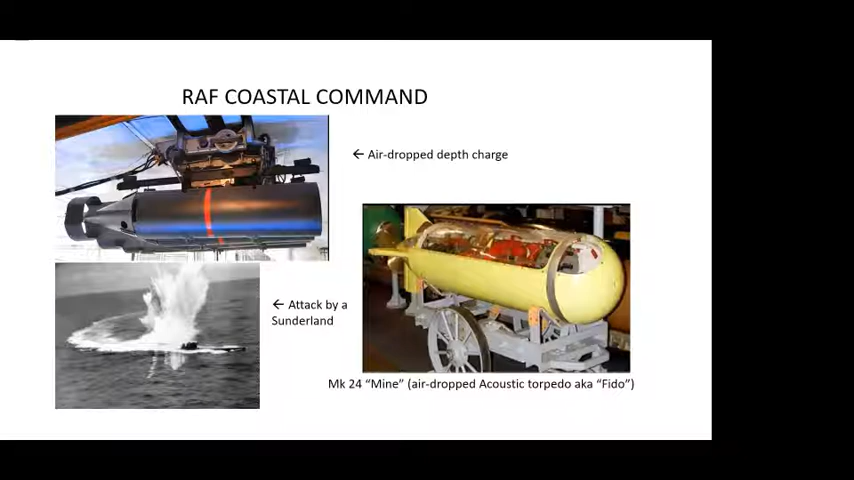 RAF COASTAL COMMAND
← Air-dropped depth charge
← Attack by a
Sunderland
Mk 24 “Mine” (air-dropped Acoustic torpedo aka “Fido”)